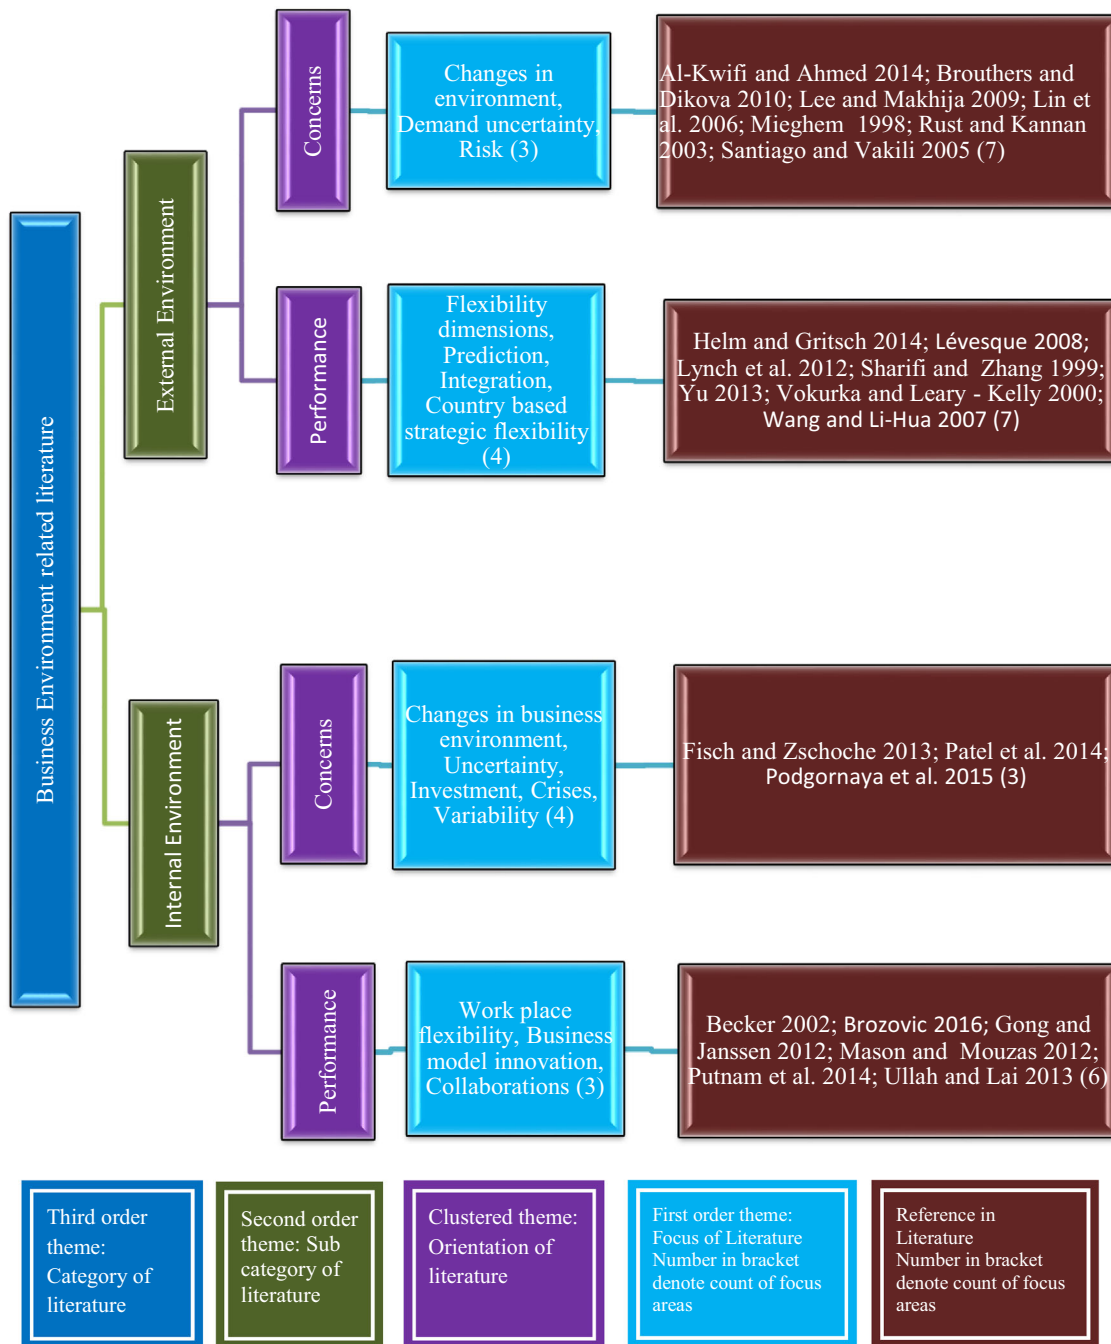 Business Environment related literature
External Environment
Concerns
Changes in
environment,
Demand uncertainty,
Risk (3)
Al-Kwifi and Ahmed 2014; Brouthers and
Dikova 2010; Lee and Makhija 2009; Lin et
al. 2006; Mieghem 1998; Rust and Kannan
2003; Santiago and Vakili 2005 (7)
Performance
Flexibility
dimensions,
Prediction,
Integration,
Country based
strategic flexibility
(4)
Helm and Gritsch 2014; Lévesque 2008;
Lynch et al. 2012; Sharifi and Zhang 1999;
Yu 2013; Vokurka and Leary - Kelly 2000;
Wang and Li-Hua 2007 (7)
Internal Environment
Concerns
Changes in business
environment,
Uncertainty,
Investment, Crises,
Variability (4)
Fisch and Zschoche 2013; Patel et al. 2014;
Podgornaya et al. 2015 (3)
Performance
Work place
flexibility, Business
model innovation,
Collaborations (3)
Becker 2002; Brozovic 2016; Gong and
Janssen 2012; Mason and Mouzas 2012;
Putnam et al. 2014; Ullah and Lai 2013 (6)
Third order
theme:
Category of
literature
Second order
theme: Sub
category of
literature
Clustered theme:
Orientation of
literature
First order theme:
Focus of Literature
Number in bracket
denote count of focus
areas
Reference in
Literature
Number in bracket
denote count of focus
areas